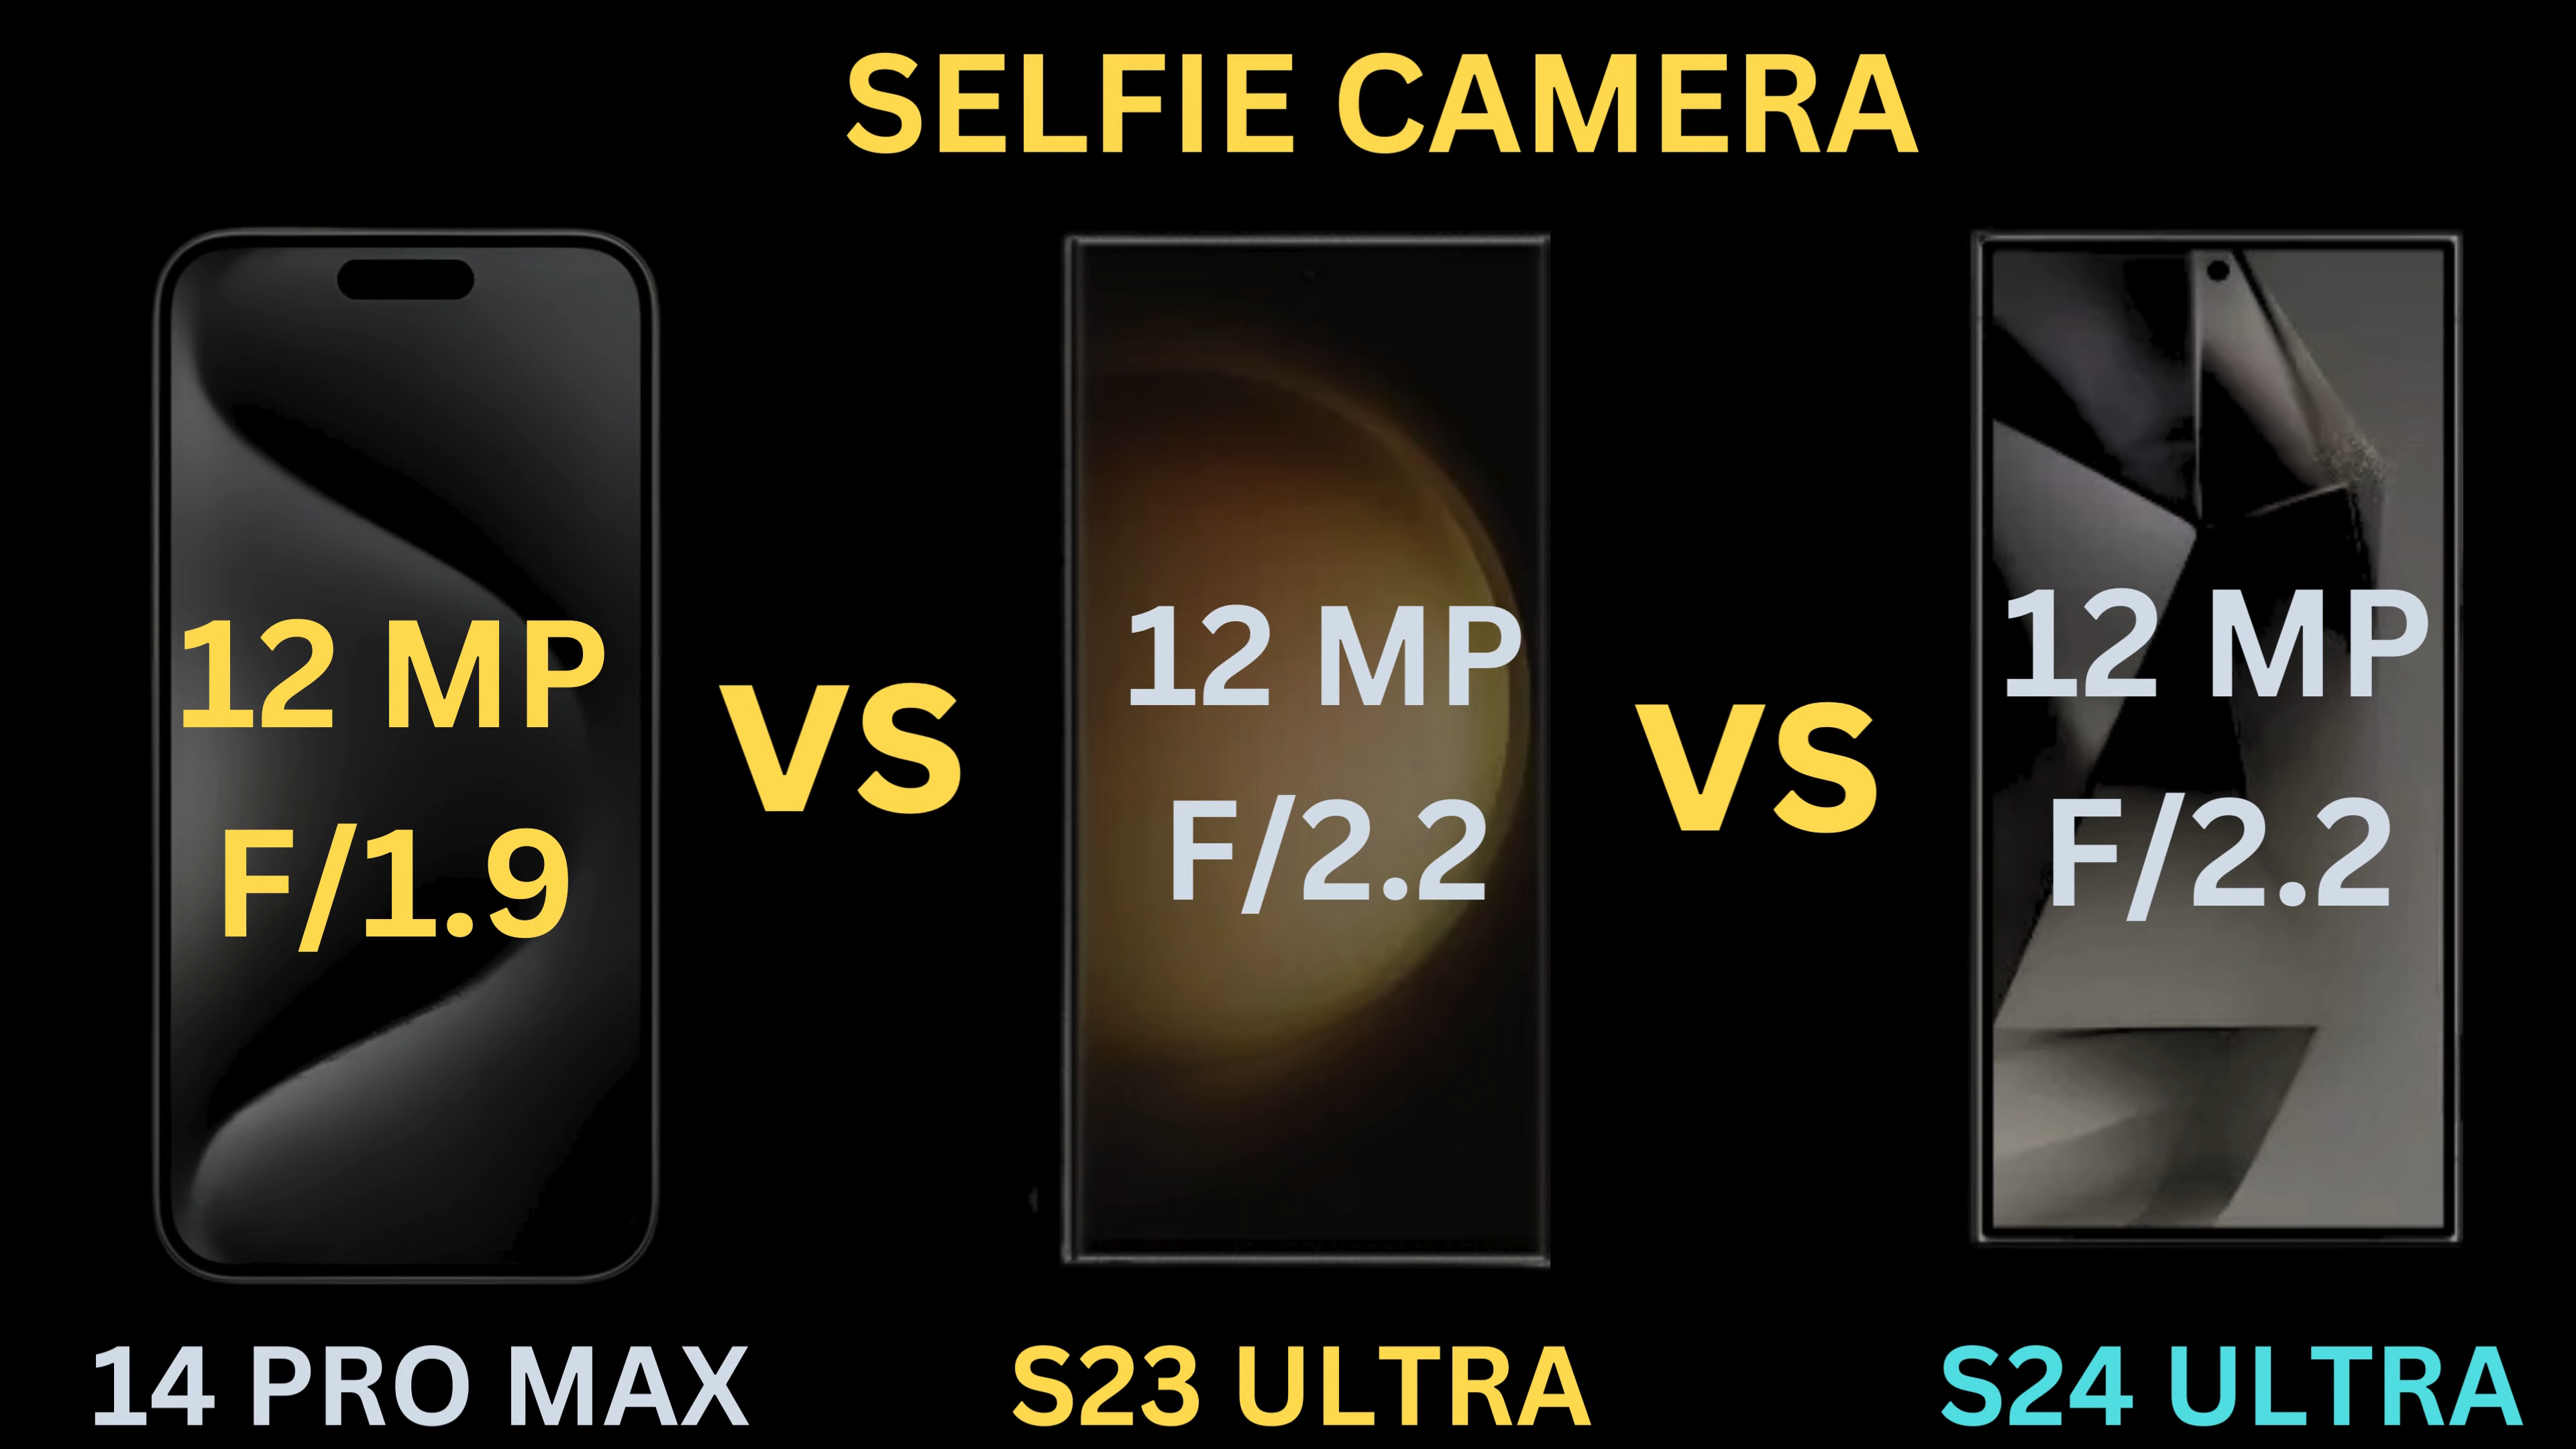 SELFIE CAMERA
12 MP
F/1.9
VS
12 MP
F/2.2
VS
12 MP
F/2.2
14 PRO MAX
S23 ULTRA
S24 ULTRA